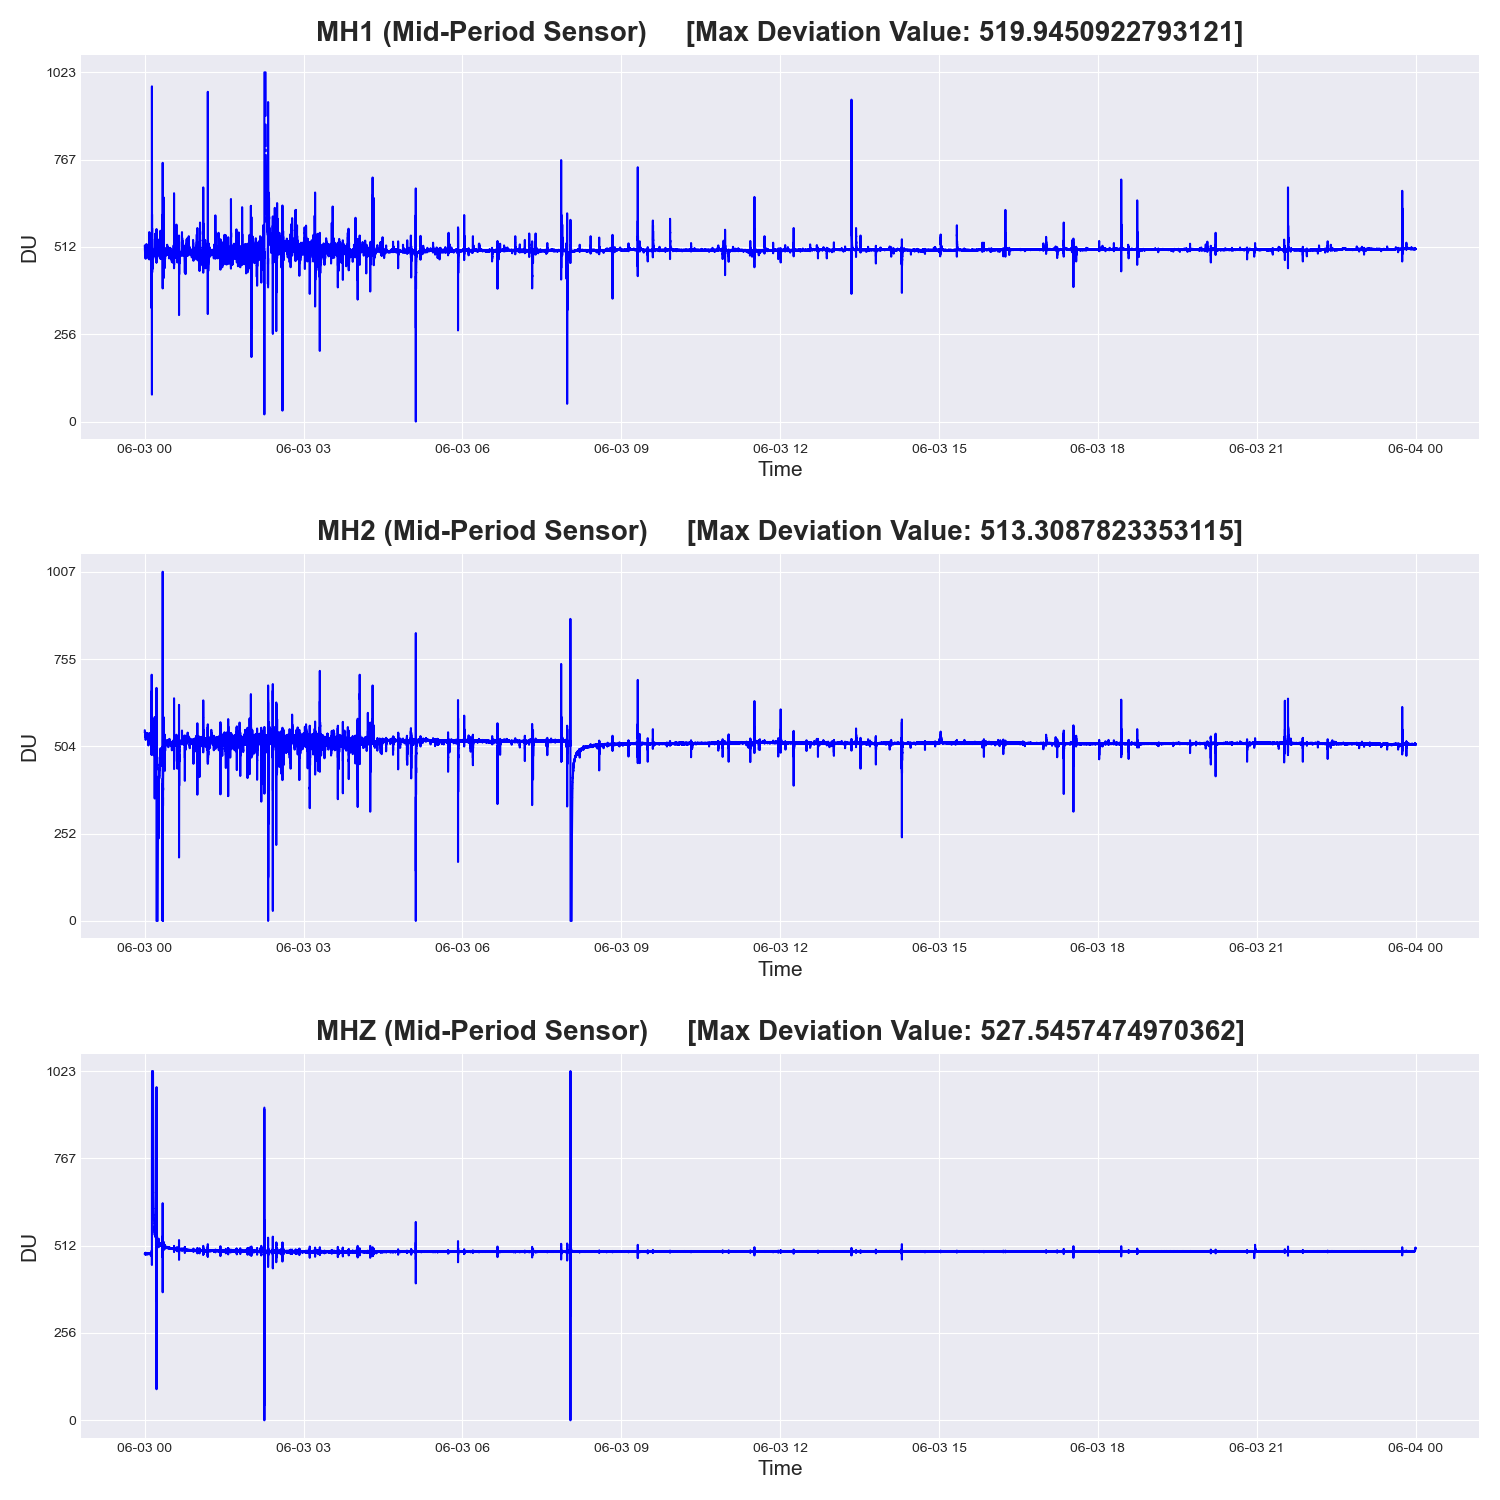 MH1 (Mid-Period Sensor)     [Max Deviation Value: 519.9450922793121]
1023
767
512
256
0
DU
06-03 00 06-03 03 06-03 06 06-03 09 06-03 12 06-03 15 06-03 18 06-03 21 06-04 00
Time
MH2 (Mid-Period Sensor)     [Max Deviation Value: 513.3087823353115]
1007
755
504
252
0
DU
06-03 00 06-03 03 06-03 06 06-03 09 06-03 12 06-03 15 06-03 18 06-03 21 06-04 00
Time
MHZ (Mid-Period Sensor)     [Max Deviation Value: 527.5457474970362]
1023
767
512
256
0
DU
06-03 00 06-03 03 06-03 06 06-03 09 06-03 12 06-03 15 06-03 18 06-03 21 06-04 00
Time